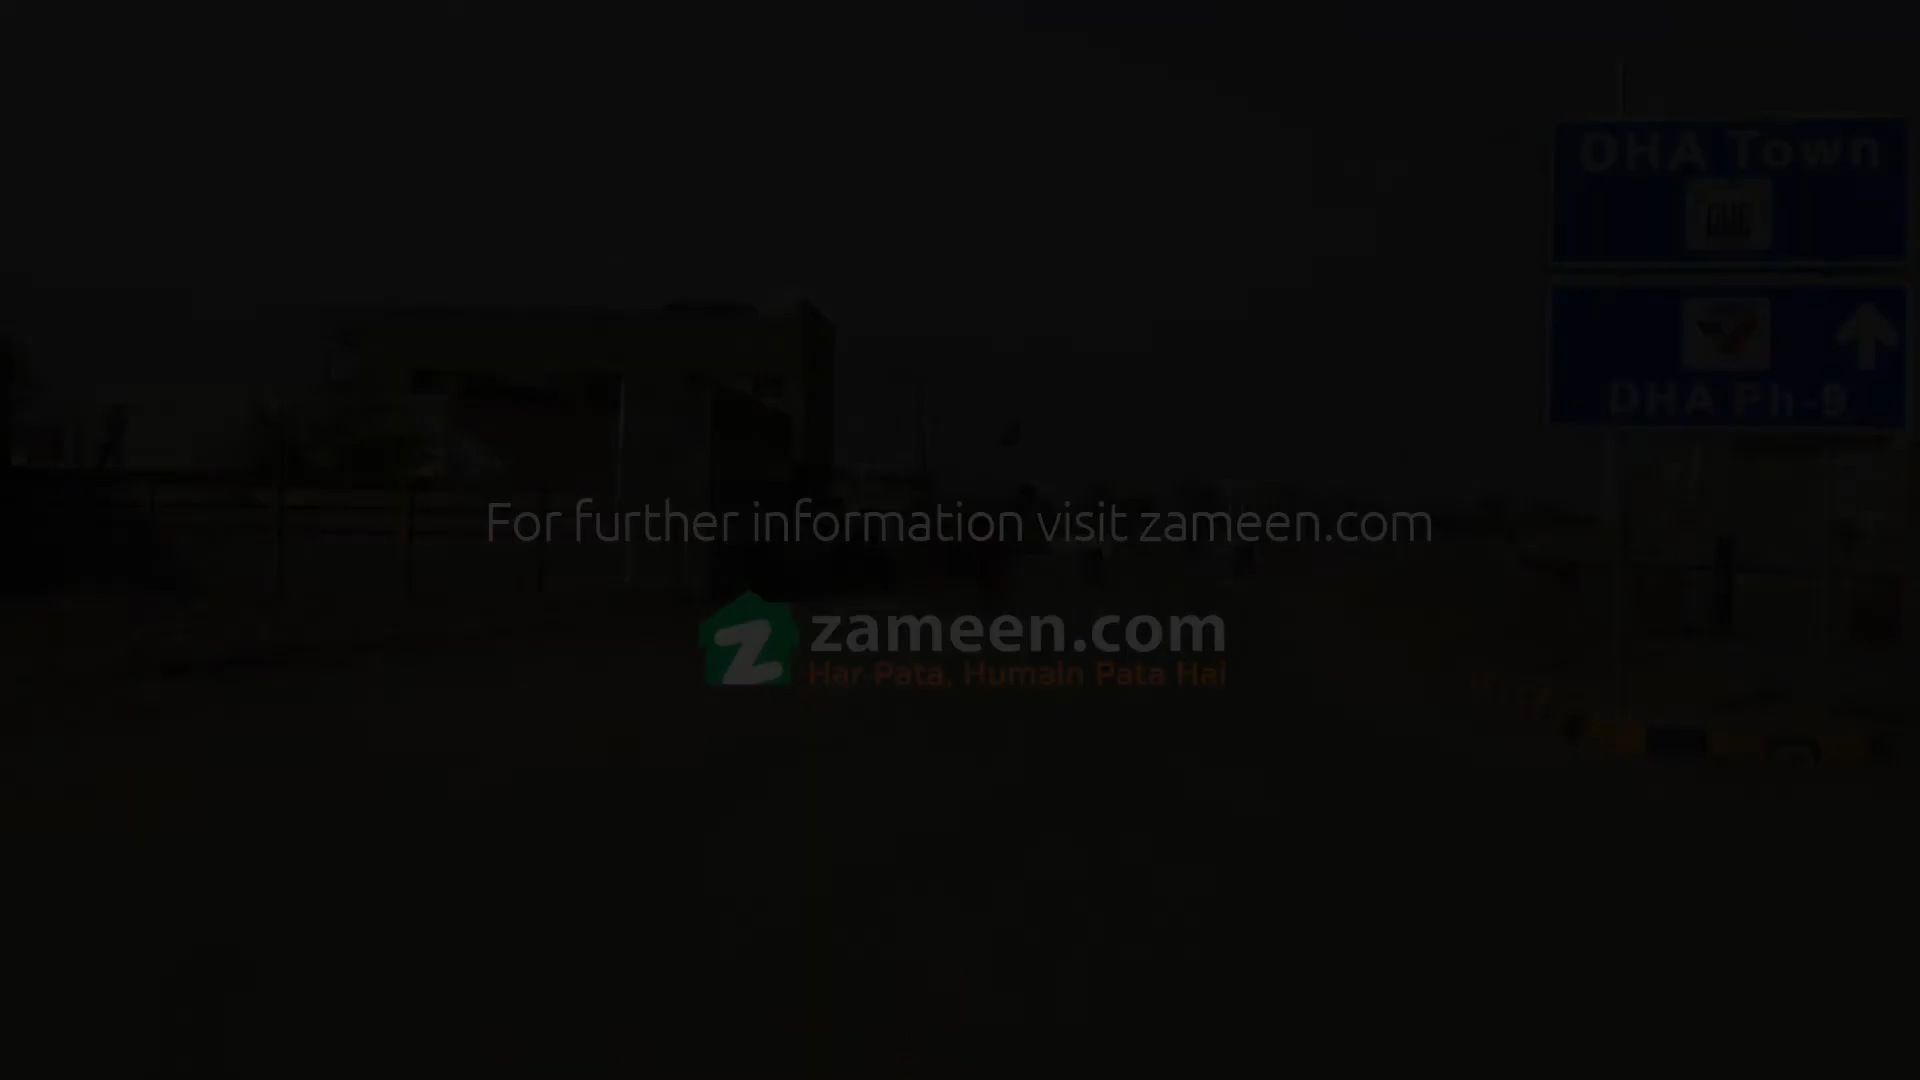 DHA Town
DHA Ph-9
For further information visit zameen.com
zameen.com
Har Pata, Humain Pata Hai